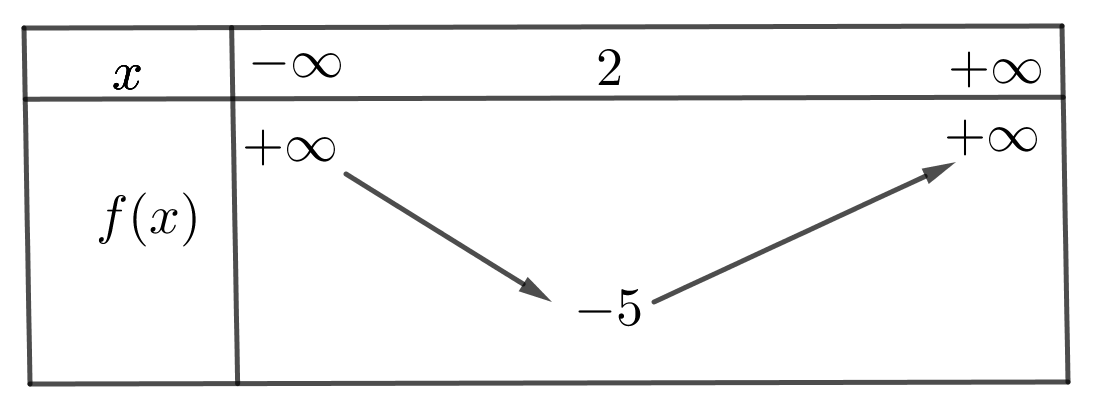 x −∞ 2 +∞
f(x) +∞ −5 +∞